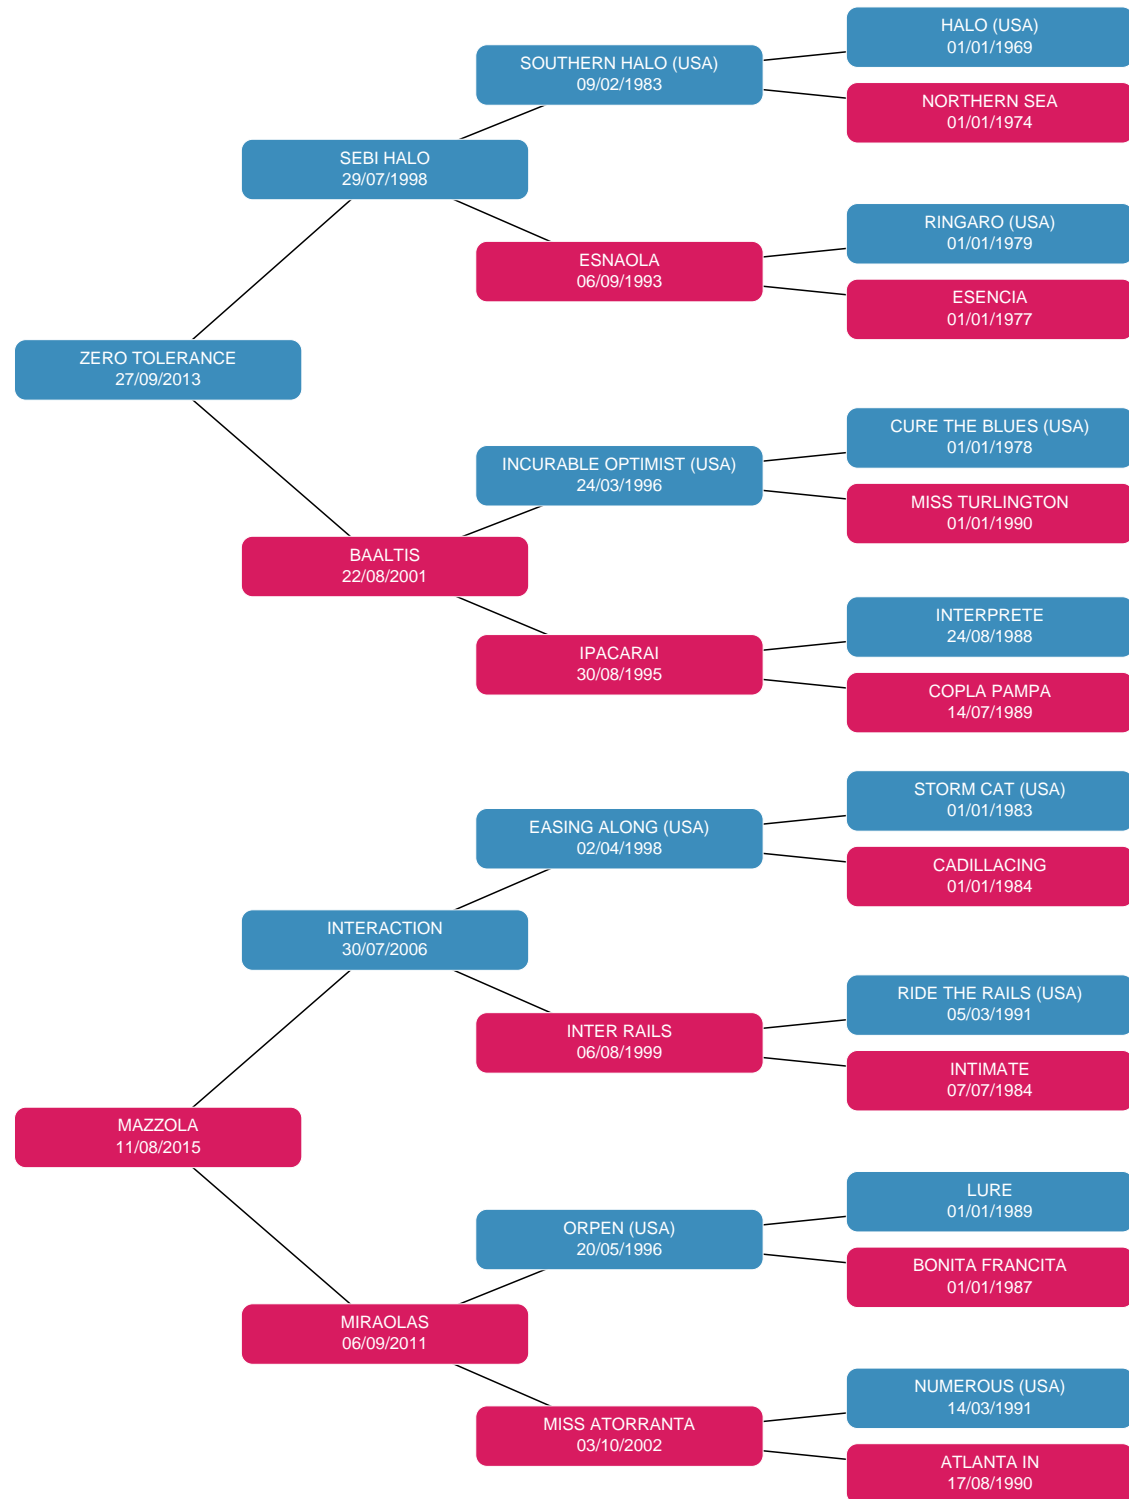 HALO (USA)
01/01/1969
SOUTHERN HALO (USA)
09/02/1983
NORTHERN SEA
01/01/1974
SEBI HALO
29/07/1998
RINGARO (USA)
01/01/1979
ESNAOLA
06/09/1993
ESENCIA
01/01/1977
ZERO TOLERANCE
27/09/2013
CURE THE BLUES (USA)
01/01/1978
INCURABLE OPTIMIST (USA)
24/03/1996
MISS TURLINGTON
01/01/1990
BAALTIS
22/08/2001
INTERPRETE
24/08/1988
IPACARAI
30/08/1995
COPLA PAMPA
14/07/1989
STORM CAT (USA)
01/01/1983
EASING ALONG (USA)
02/04/1998
CADILLACING
01/01/1984
INTERACTION
30/07/2006
RIDE THE RAILS (USA)
05/03/1991
INTER RAILS
06/08/1999
INTIMATE
07/07/1984
MAZZOLA
11/08/2015
LURE
01/01/1989
ORPEN (USA)
20/05/1996
BONITA FRANCITA
01/01/1987
MIRAOLAS
06/09/2011
NUMEROUS (USA)
14/03/1991
MISS ATORRANTA
03/10/2002
ATLANTA IN
17/08/1990